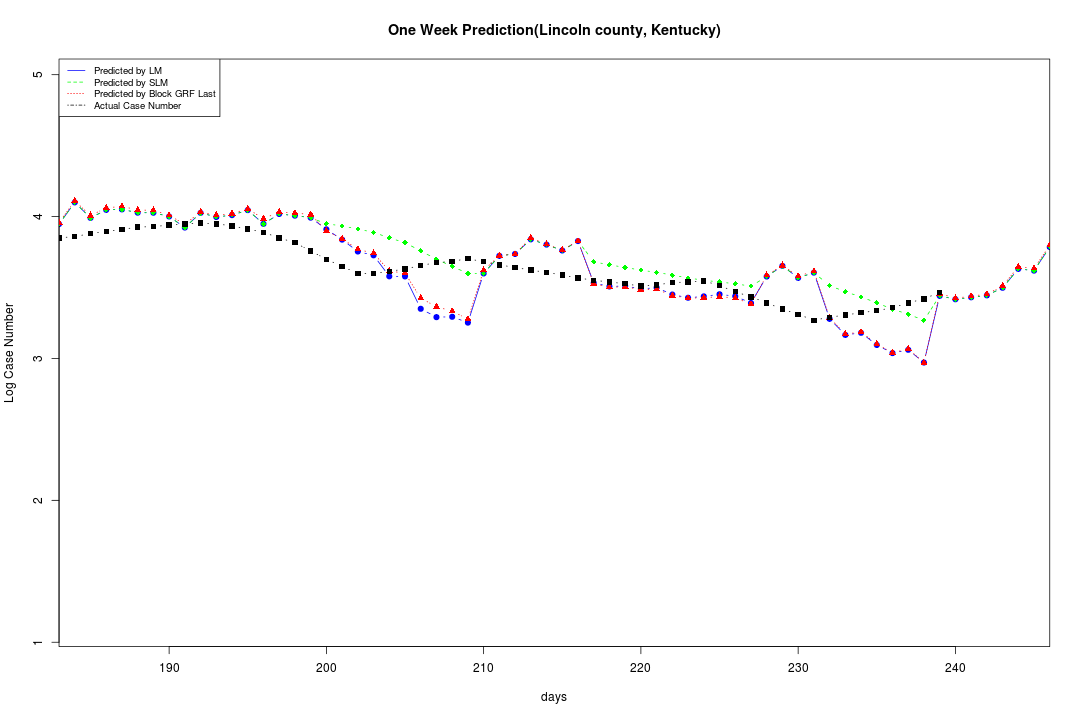 One Week Prediction(Lincoln county, Kentucky)
Predicted by LM
Predicted by SLM
Predicted by Block GRF Last
Actual Case Number
5
4
3
2
1
Log Case Number
190 200 210 220 230 240
days